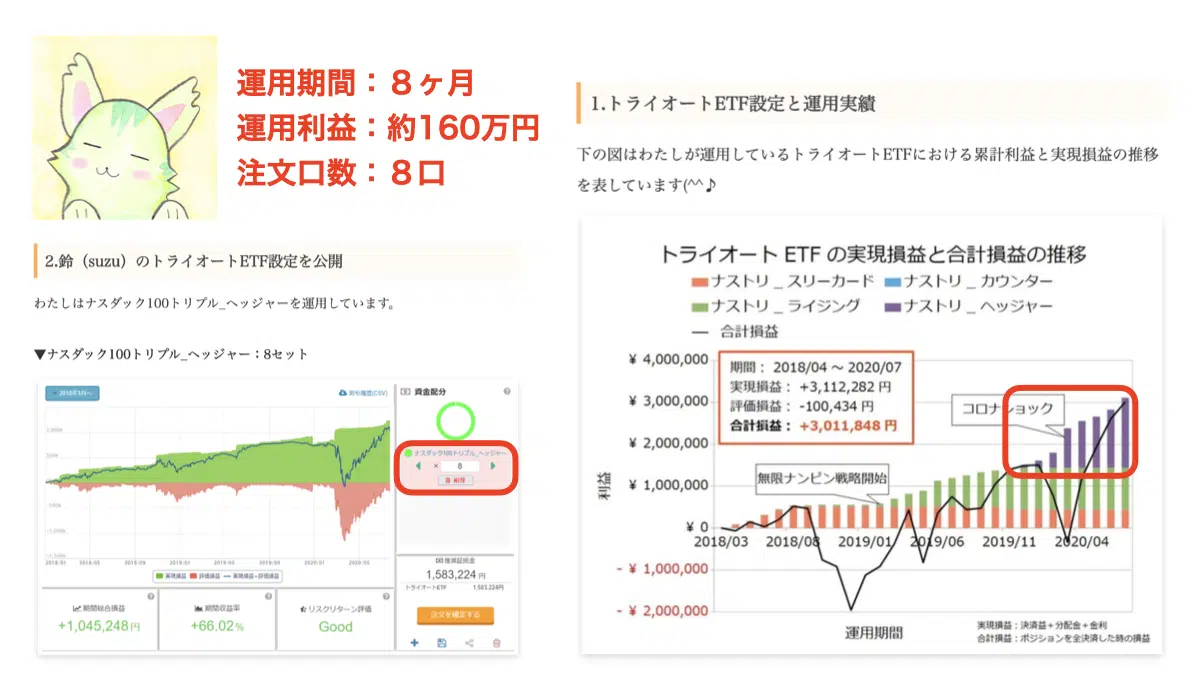 運用期間：８ヶ月
運用利益：約160万円
注文口数：８口
2.鈴（suzu）のトライオートETF設定を公開
わたしはナスダック100トリプル_ヘッジャーを運用しています。
▼ナスダック100トリプル_ヘッジャー：8セット
資金配分
ナスダック100トリプル_ヘッジャー
× 8
削除
2018/01 2018/05 2018/09 2019/01 2019/05 2019/09 2020/01 2020/05
実現損益 評価損益 実現損益+評価損益
推奨証拠金
1,583,224 円
トライオートETF 1,583,224円
注文を確定する
期間総合損益
+1,045,248 円
期間収益率
+66.02 %
リスクリターン評価
Good
1.トライオートETF設定と運用実績
下の図はわたしが運用しているトライオートETFにおける累計利益と実現損益の推移
を表しています(^^♪
トライオート ETF の実現損益と合計損益の推移
ナストリ _ スリーカード ナストリ _ カウンター
ナストリ _ ライジング ナストリ _ ヘッジャー
合計損益
¥ 4,000,000
¥ 3,000,000
¥ 2,000,000
¥ 1,000,000
¥ 0
- ¥ 1,000,000
- ¥ 2,000,000
利益
期間： 2018/04 ～ 2020/07
実現損益： +3,112,282 円
評価損益： -100,434 円
合計損益： +3,011,848 円
コロナショック
無限ナンピン戦略開始
2018/03 2018/08 2019/01 2019/06 2019/11 2020/04
運用期間
実現損益：決済益＋分配金＋金利
合計損益：ポジションを全決済した時の損益